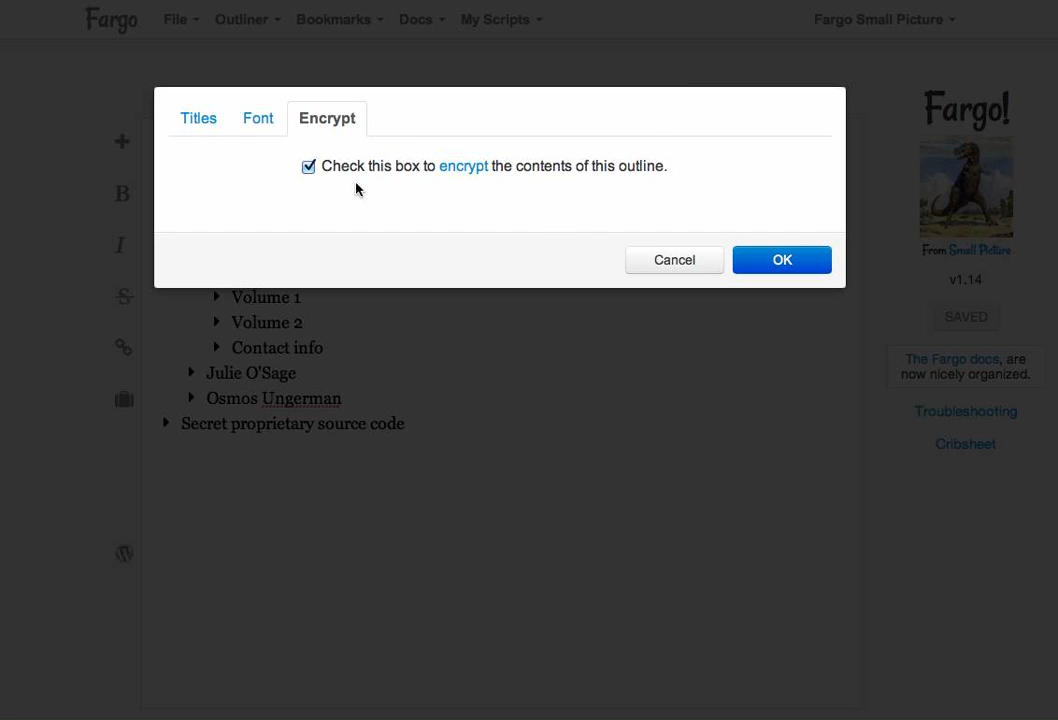 Fargo File Outliner Bookmarks Docs My Scripts Fargo Small Picture
Titles Font Encrypt
Check this box to encrypt the contents of this outline.
Cancel OK
B
I
S
Volume 1
Volume 2
Contact info
Julie O'Sage
Osmos Ungerman
Secret proprietary source code
Fargo!
From Small Picture
v1.14
SAVED
The Fargo docs, are
now nicely organized.
Troubleshooting
Cribsheet